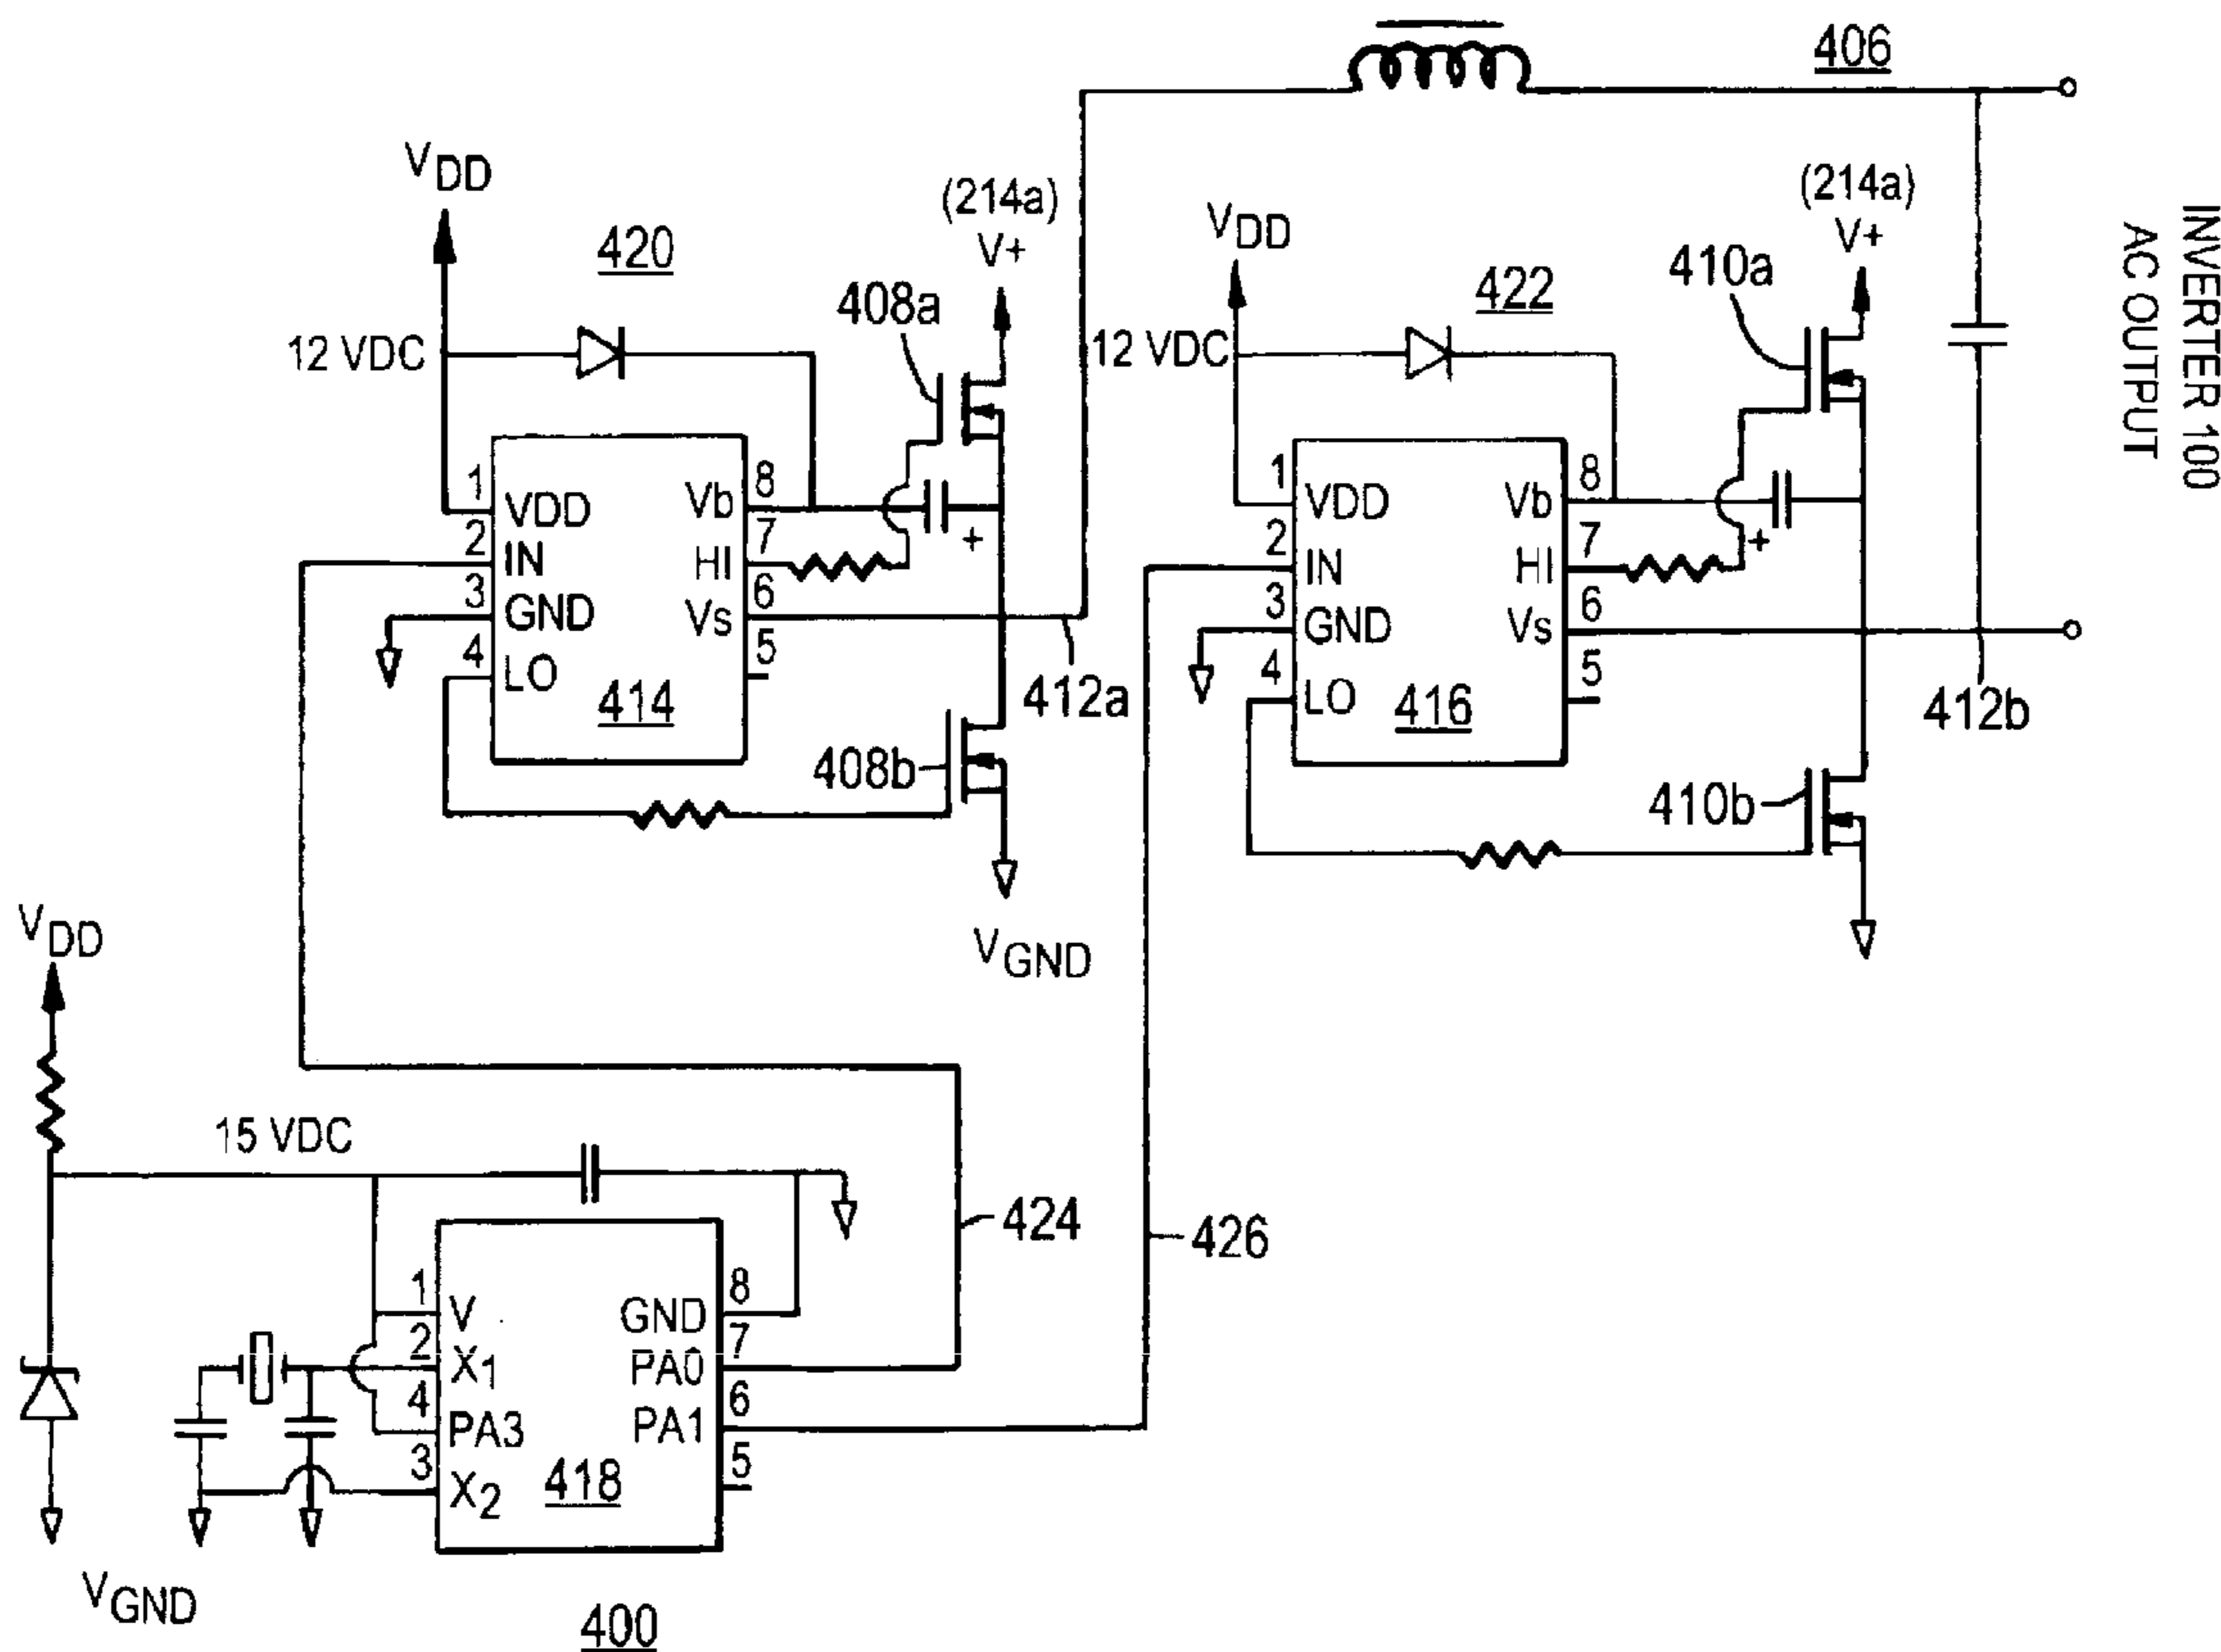 406
INVERTER 100
AC OUTPUT
VDD
420
(214a)
V+
408a
12 VDC
1 VDD
2 IN
3 GND
4 LO
8 Vb
7 HI
6 Vs
5
414
+
412a
408b
VGND
VDD
422
(214a)
V+
410a
12 VDC
1 VDD
2 IN
3 GND
4 LO
8 Vb
7 HI
6 Vs
5
416
+
412b
410b
VDD
15 VDC
424
426
1 V
2 X1
4 PA3
3 X2
8 GND
7 PA0
6 PA1
5
418
VGND
400